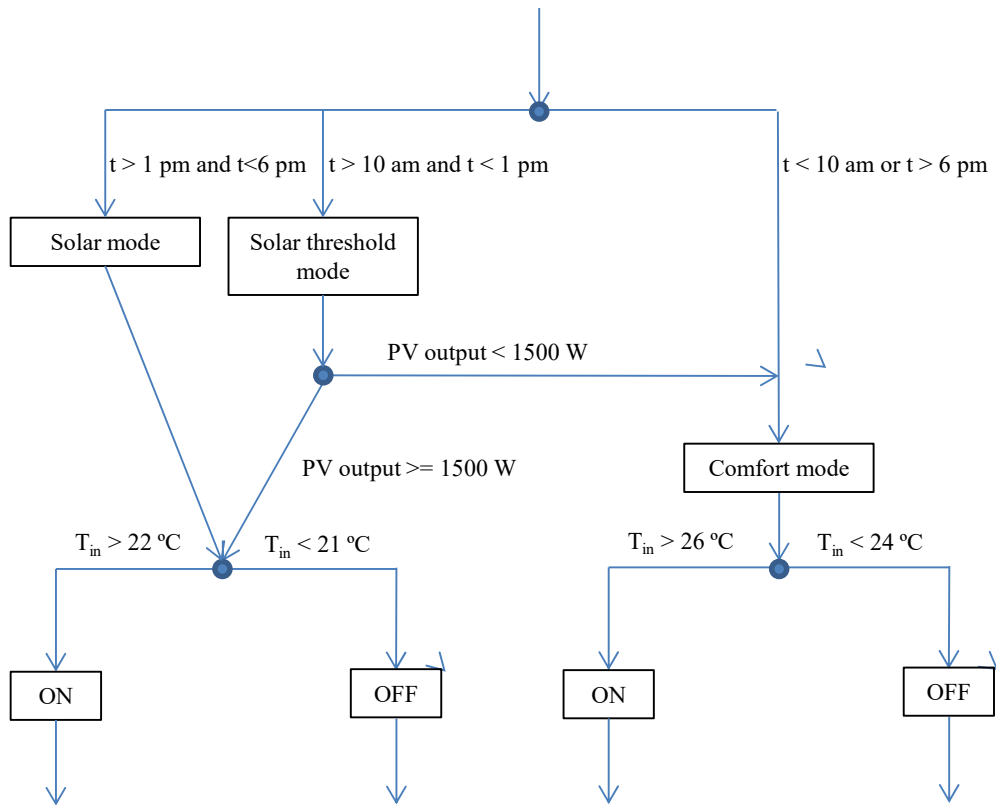 t > 1 pm and t<6 pm
t > 10 am and t < 1 pm
t < 10 am or t > 6 pm
Solar mode
Solar threshold
mode
PV output < 1500 W
PV output >= 1500 W
Comfort mode
Tin > 22 ºC
Tin < 21 ºC
Tin > 26 ºC
Tin < 24 ºC
ON
OFF
ON
OFF